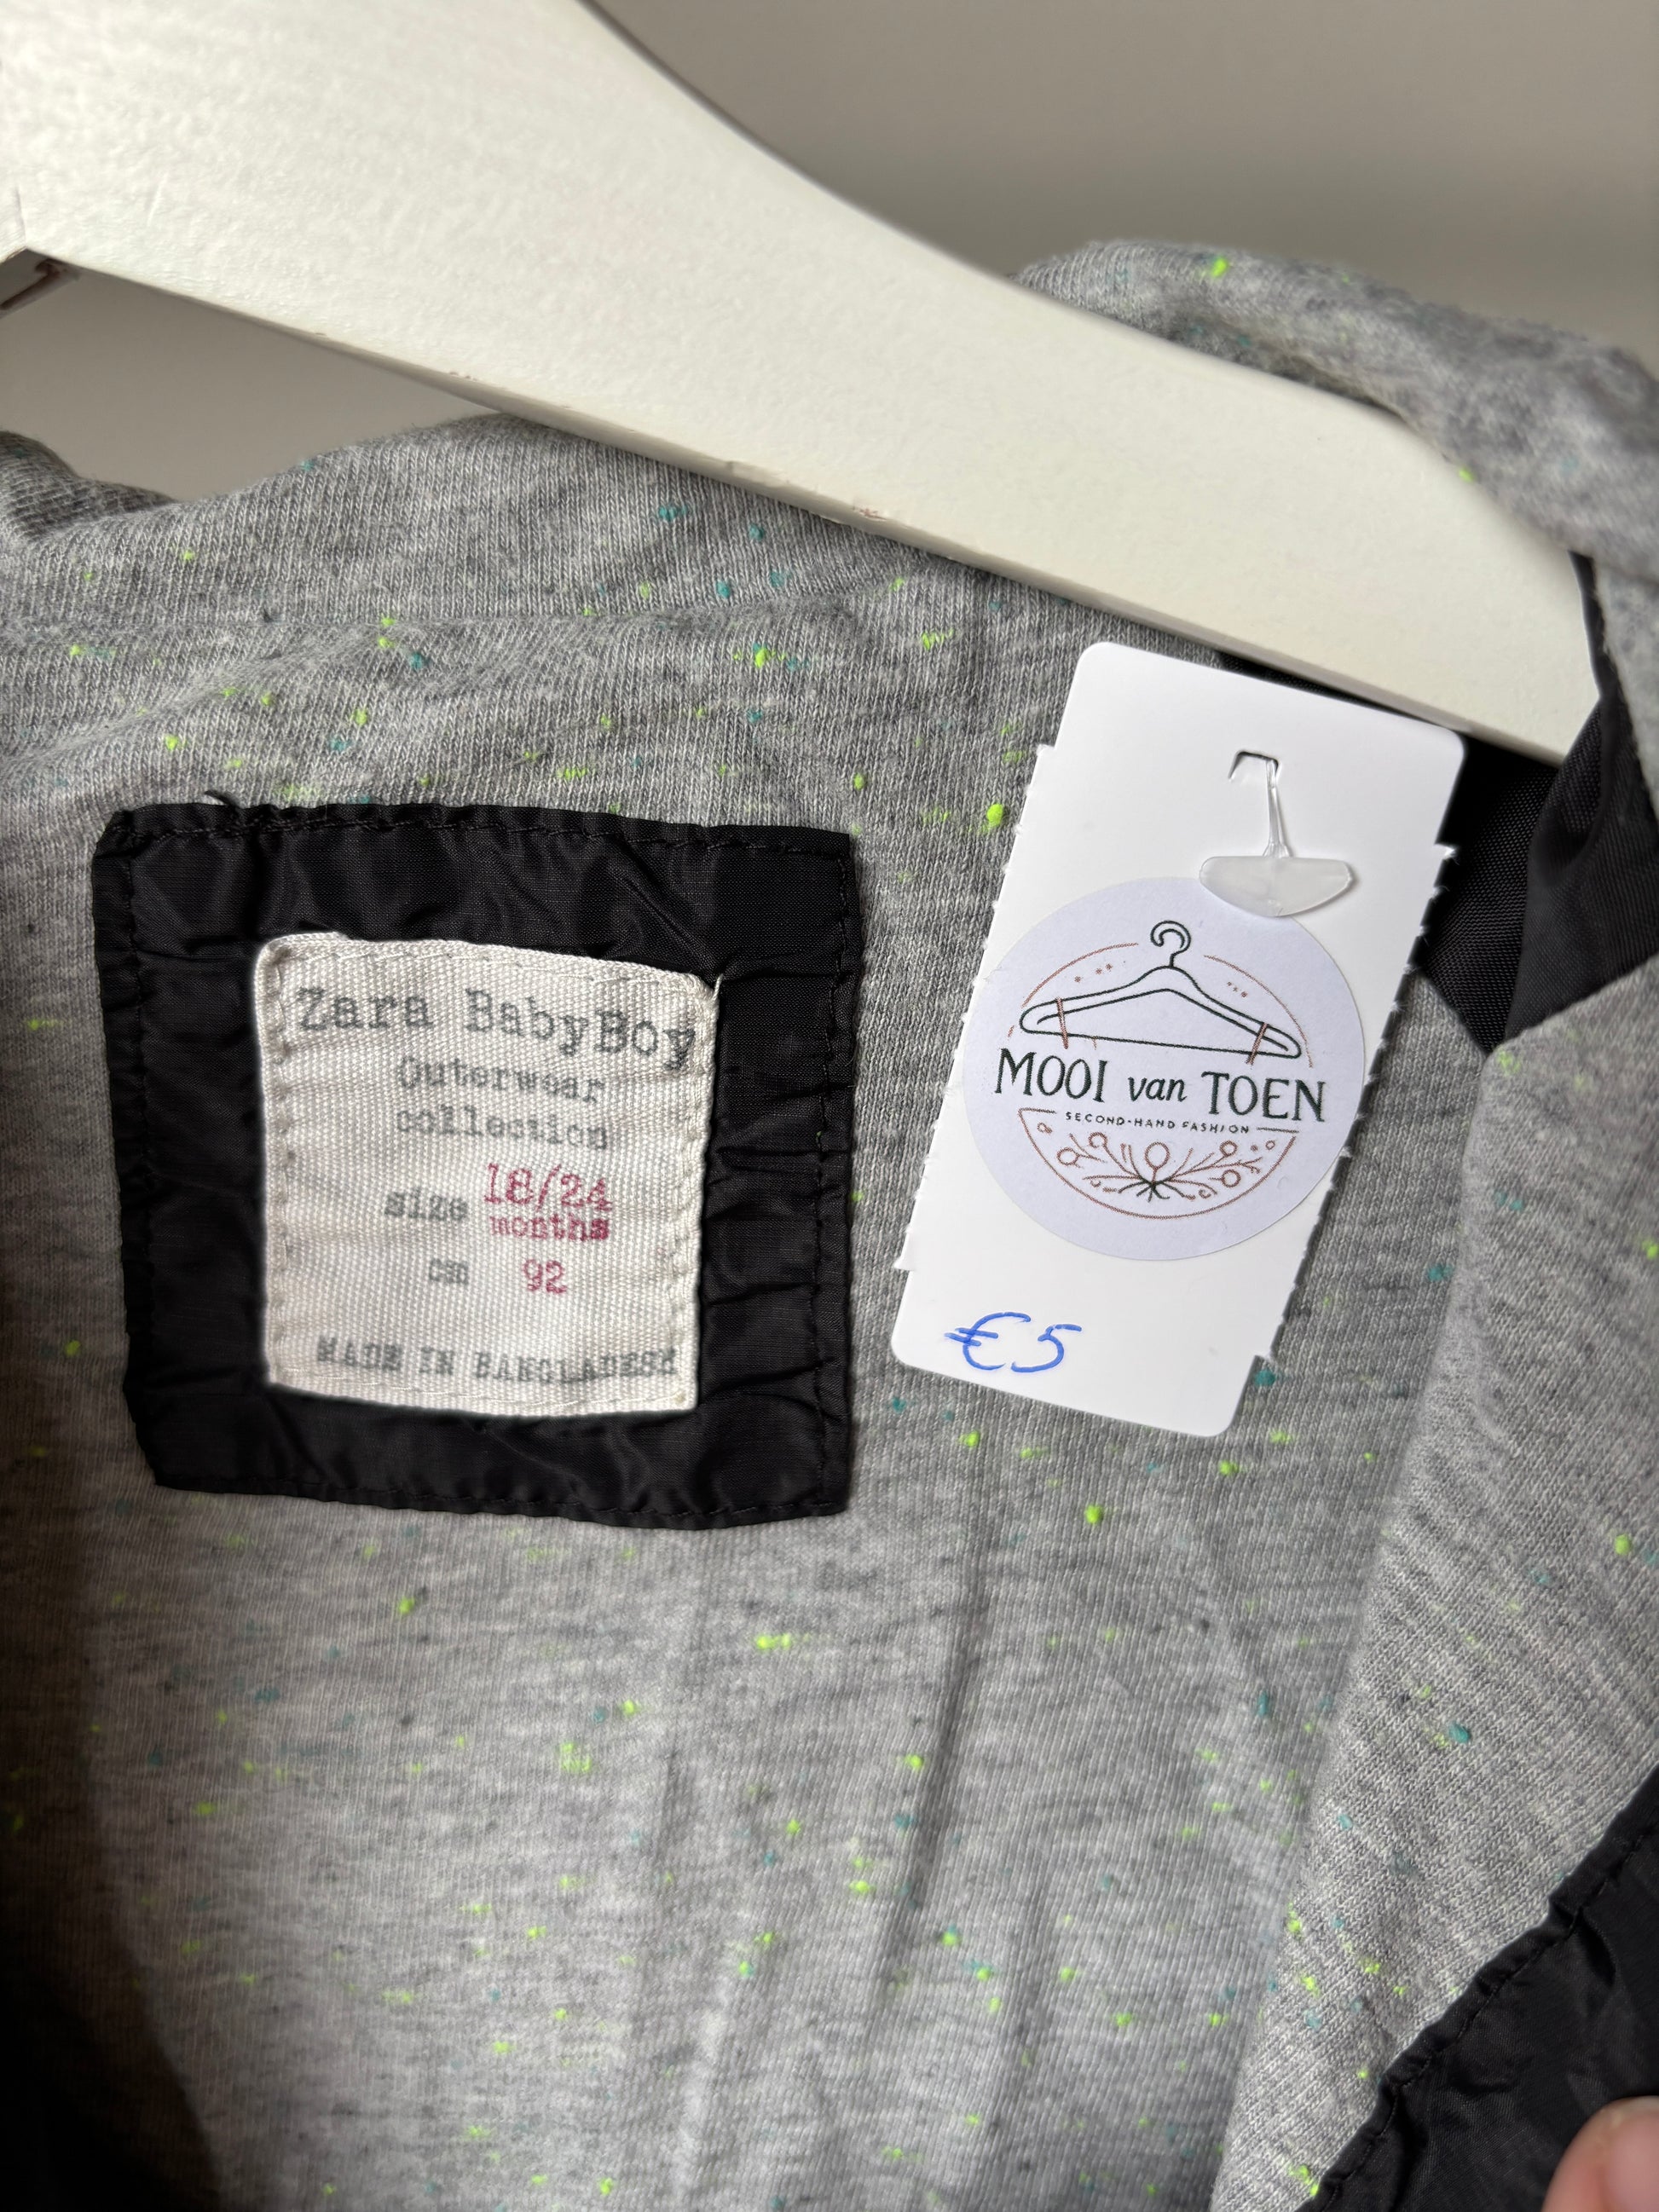 Zara BabyBoy
Outerwear
collection
size 18/24
months
cm 92
MADE IN BANGLADESH
MOOI van TOEN
SECOND-HAND FASHION
€5